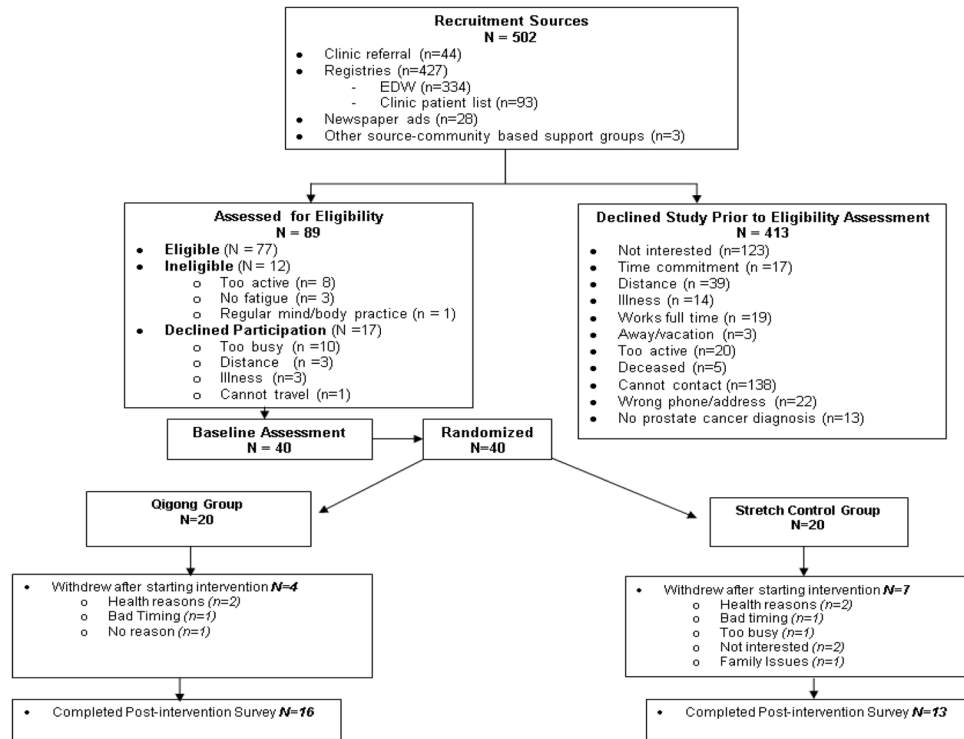 Recruitment Sources
N = 502
• Clinic referral (n=44)
• Registries (n=427)
- EDW (n=334)
- Clinic patient list (n=93)
• Newspaper ads (n=28)
• Other source-community based support groups (n=3)
Assessed for Eligibility
N = 89
• Eligible (N = 77)
• Ineligible (N = 12)
o Too active (n= 8)
o No fatigue (n= 3)
o Regular mind/body practice (n = 1)
• Declined Participation (N =17)
o Too busy (n =10)
o Distance (n =3)
o Illness (n=3)
o Cannot travel (n=1)
Declined Study Prior to Eligibility Assessment
N = 413
• Not interested (n=123)
• Time commitment (n =17)
• Distance (n=39)
• Illness (n =14)
• Works full time (n =19)
• Away/vacation (n=3)
• Too active (n=20)
• Deceased (n=5)
• Cannot contact (n=138)
• Wrong phone/address (n=22)
• No prostate cancer diagnosis (n=13)
Baseline Assessment
N = 40
Randomized
N=40
Qigong Group
N=20
Stretch Control Group
N=20
• Withdrew after starting intervention N=4
o Health reasons (n=2)
o Bad Timing (n=1)
o No reason (n=1)
• Withdrew after starting intervention N=7
o Health reasons (n=2)
o Bad timing (n=1)
o Too busy (n=1)
o Not interested (n=2)
o Family Issues (n=1)
• Completed Post-intervention Survey N=16
• Completed Post-intervention Survey N=13